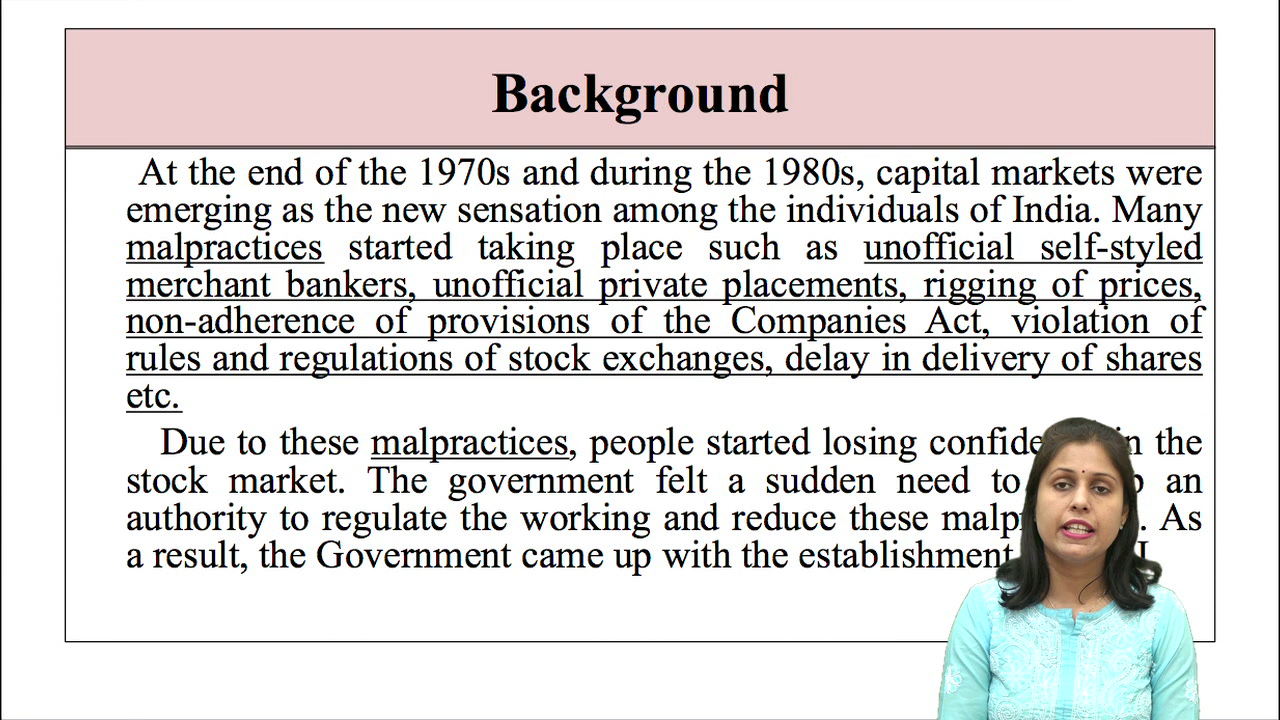 Background
At the end of the 1970s and during the 1980s, capital markets were
emerging as the new sensation among the individuals of India. Many
malpractices started taking place such as unofficial self-styled
merchant bankers, unofficial private placements, rigging of prices,
non-adherence of provisions of the Companies Act, violation of
rules and regulations of stock exchanges, delay in delivery of shares
etc.
Due to these malpractices, people started losing the
stock market. The government felt a sudden need to an
authority to regulate the working and reduce these . As
a result, the Government came up with the establishment